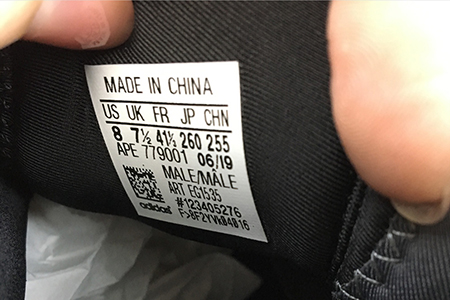 MADE IN CHINA
US UK FR JP CHN
8 7½ 41⅓ 260 255
APE 779001 06/19
MALE/MÂLE
ART EG1535
#123405276
adidas